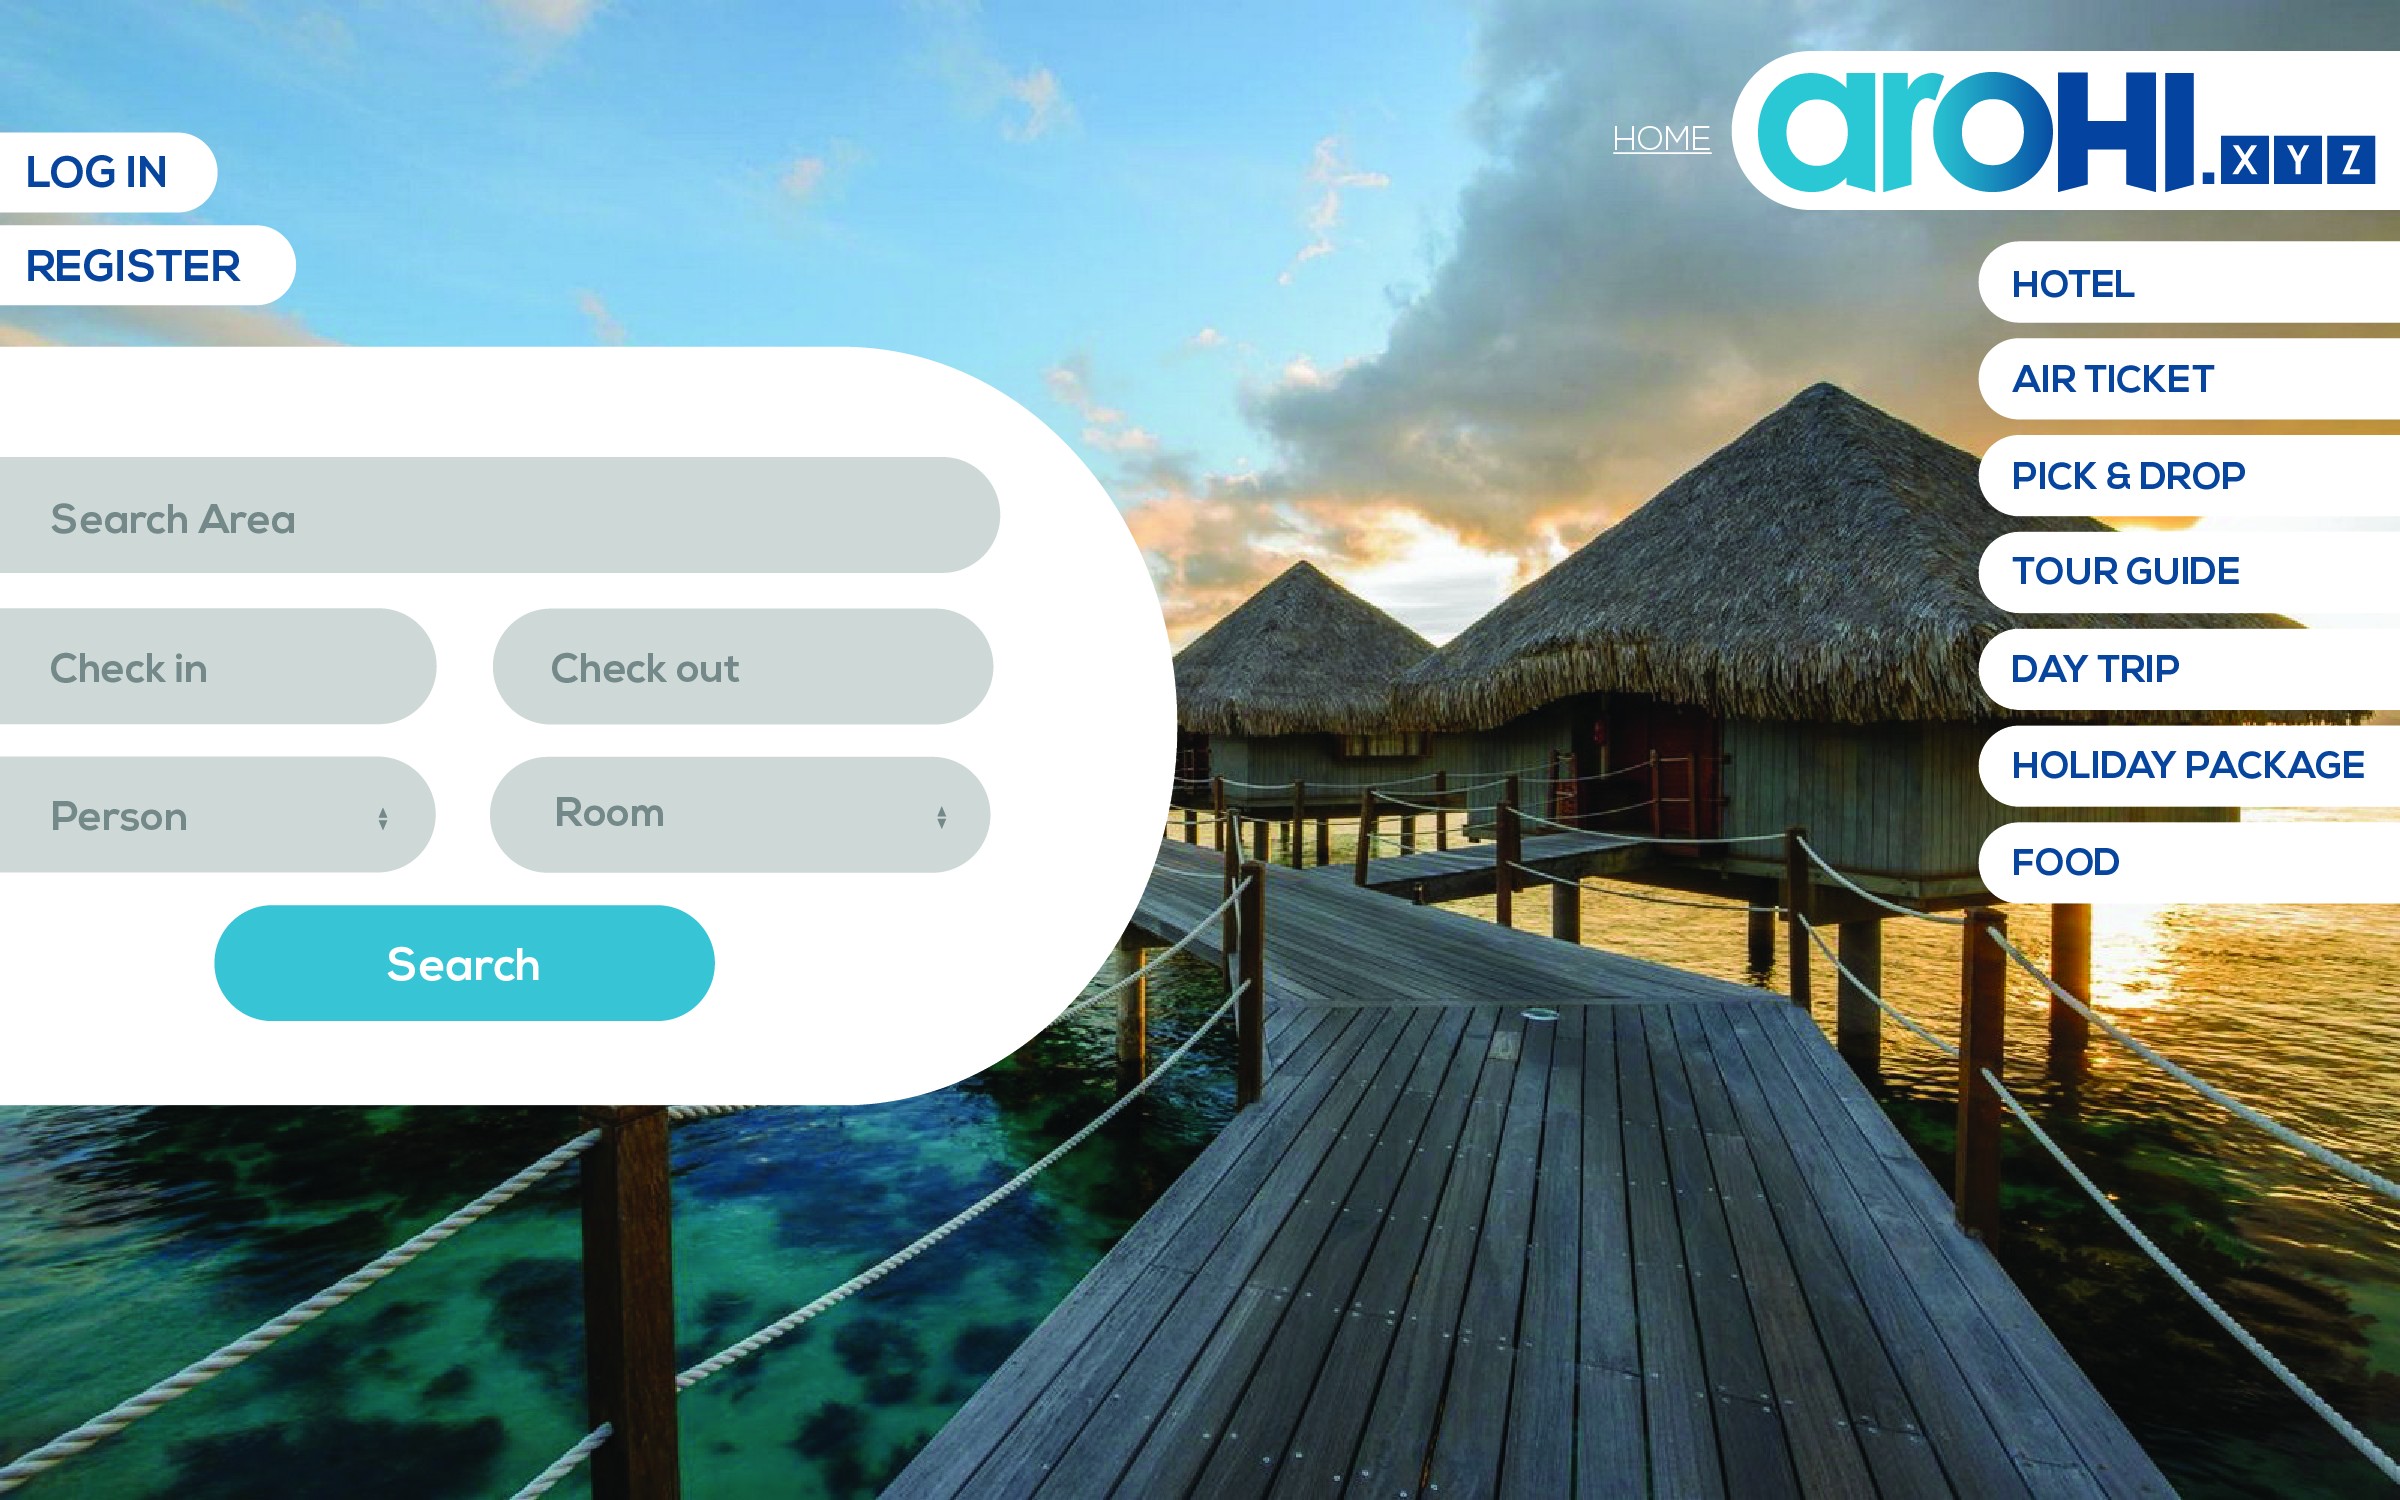 HOME
aroHI.XYZ
LOG IN
REGISTER
Search Area
Check in
Check out
Person
Room
Search
HOTEL
AIR TICKET
PICK & DROP
TOUR GUIDE
DAY TRIP
HOLIDAY PACKAGE
FOOD